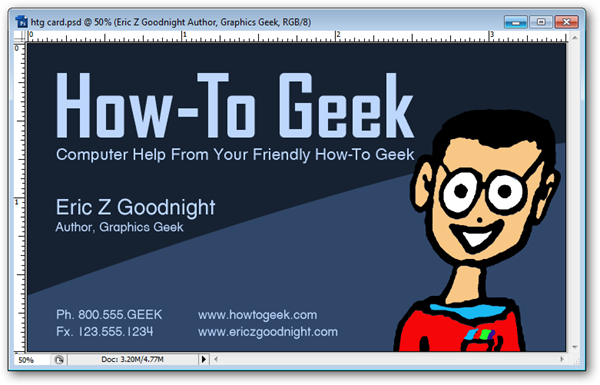 htg card.psd @ 50% (Eric Z Goodnight Author, Graphics Geek, RGB/8)
0 1 2 3
0
How-To Geek
Computer Help From Your Friendly How-To Geek
1
Eric Z Goodnight
Author, Graphics Geek
Ph. 800.555.GEEK www.howtogeek.com
Fx. 123.555.1234 www.ericzgoodnight.com
50% Doc: 3.20M/4.77M